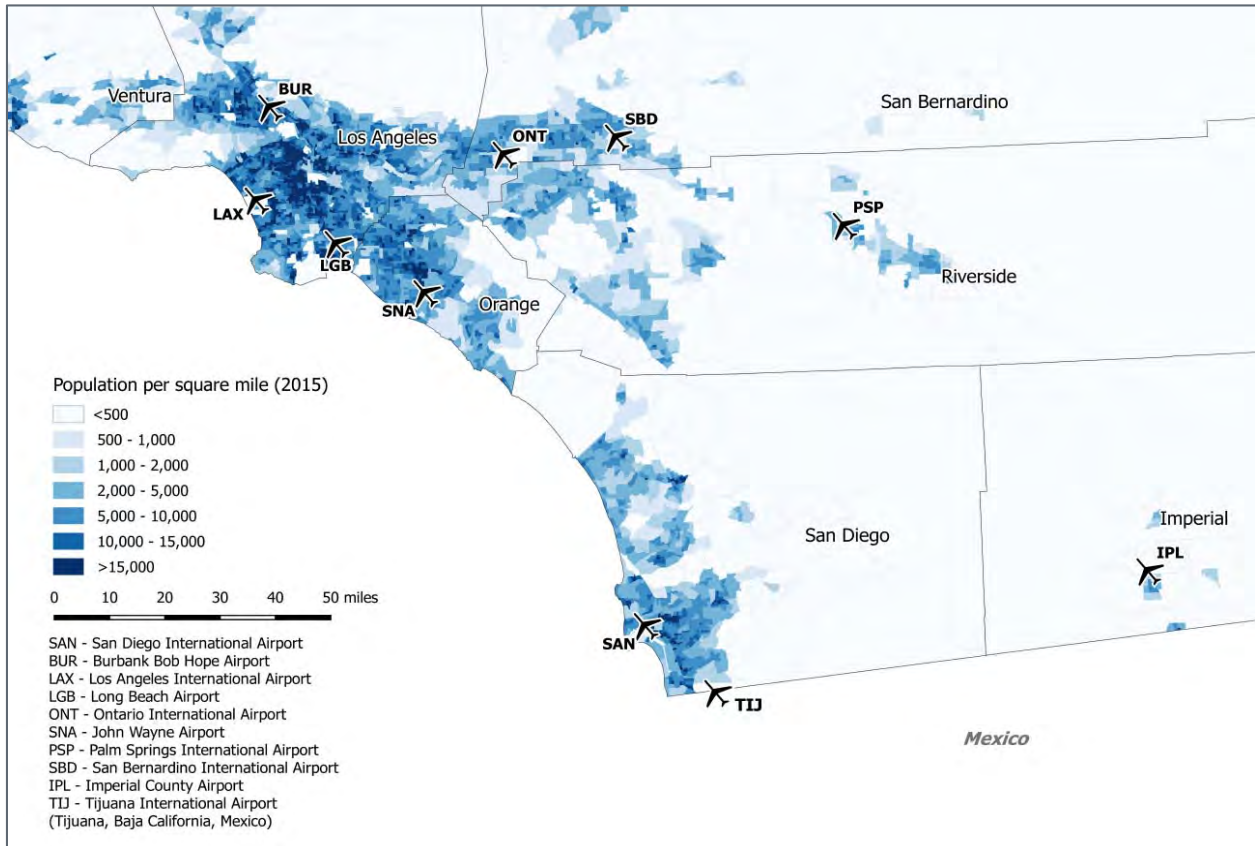 BUR
Ventura
SBD
San Bernardino
Los Angeles
ONT
LAX
PSP
LGB
Riverside
SNA
Orange
Population per square mile (2015)
<500
500 - 1,000
1,000 - 2,000
2,000 - 5,000
5,000 - 10,000
10,000 - 15,000
>15,000
0 10 20 30 40 50 miles
Imperial
San Diego
IPL
SAN
TIJ
Mexico
SAN - San Diego International Airport
BUR - Burbank Bob Hope Airport
LAX - Los Angeles International Airport
LGB - Long Beach Airport
ONT - Ontario International Airport
SNA - John Wayne Airport
PSP - Palm Springs International Airport
SBD - San Bernardino International Airport
IPL - Imperial County Airport
TIJ - Tijuana International Airport
(Tijuana, Baja California, Mexico)